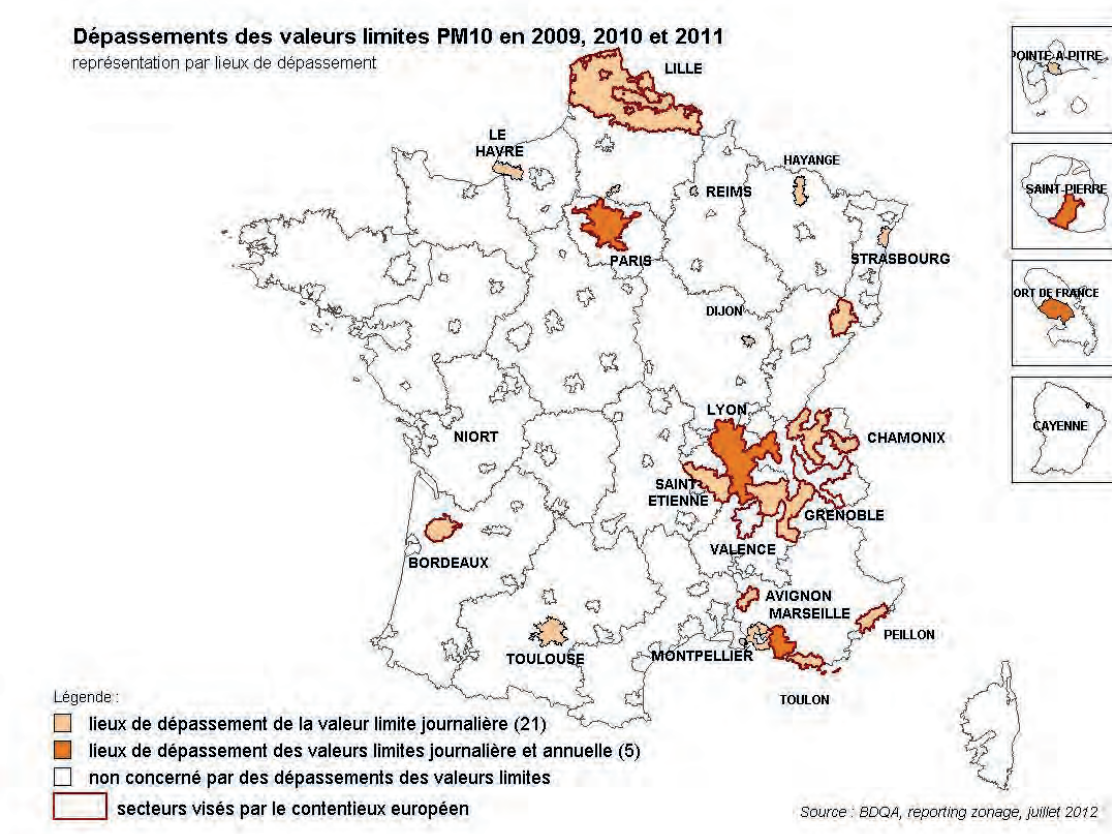 Dépassements des valeurs limites PM10 en 2009, 2010 et 2011
représentation par lieux de dépassement
LILLE
POINTE-A-PITRE
LE
HAVRE
HAYANGE
REIMS
SAINT-PIERRE
PARIS
STRASBOURG
ORT DE FRANCE
DIJON
LYON
CHAMONIX
CAYENNE
NIORT
SAINT-
ETIENNE
GRENOBLE
VALENCE
BORDEAUX
AVIGNON
MARSEILLE
PEILLON
TOULOUSE
MONTPELLIER
TOULON
Légende :
lieux de dépassement de la valeur limite journalière (21)
lieux de dépassement des valeurs limites journalière et annuelle (5)
non concerné par des dépassements des valeurs limites
secteurs visés par le contentieux européen
Source : BDQA, reporting zonage, juillet 2012